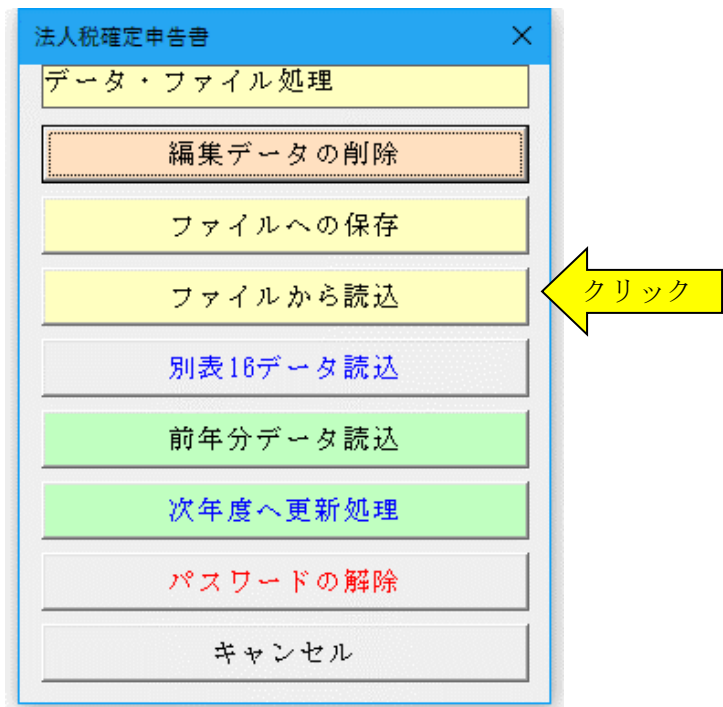 法人税確定申告書
データ・ファイル処理
編集データの削除
ファイルへの保存
ファイルから読込
クリック
別表16データ読込
前年分データ読込
次年度へ更新処理
パスワードの解除
キャンセル